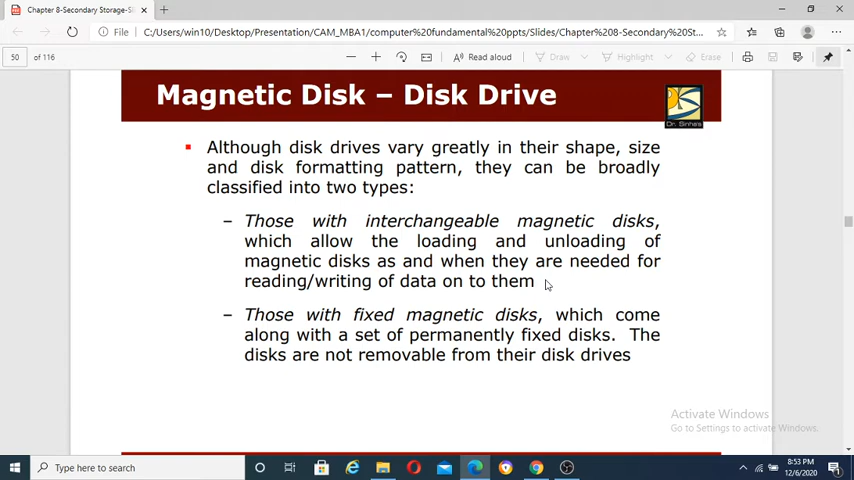 Chapter 8-Secondary Storage-Sl
File
C:/Users/win10/Desktop/Presentation/CAM_MBA1/computer%20fundamental%20ppts/Slides/Chapter%208-Secondary%20St...
50 of 116
Read aloud
Draw
Highlight
Erase
Magnetic Disk – Disk Drive
Dr. Sinha's
Although disk drives vary greatly in their shape, size
and disk formatting pattern, they can be broadly
classified into two types:
– Those with interchangeable magnetic disks,
which allow the loading and unloading of
magnetic disks as and when they are needed for
reading/writing of data on to them
– Those with fixed magnetic disks, which come
along with a set of permanently fixed disks. The
disks are not removable from their disk drives
Activate Windows
Go to Settings to activate Windows.
Type here to search
8:53 PM
12/6/2020